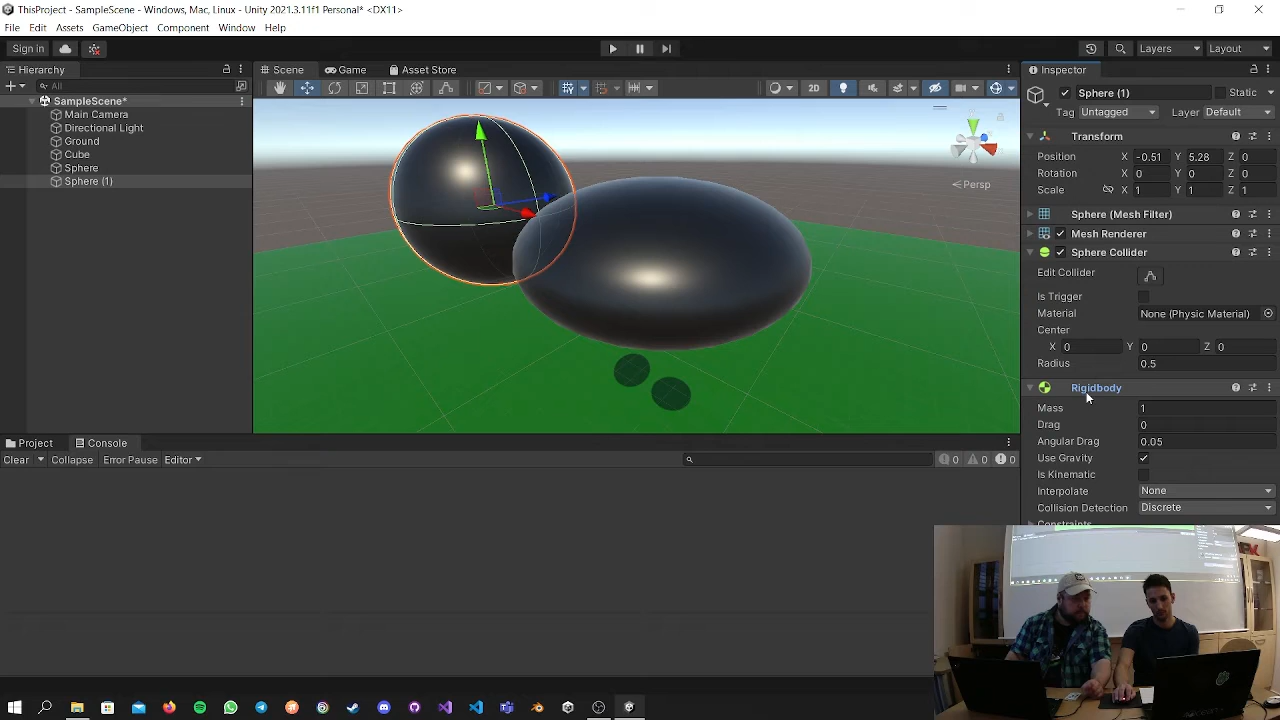 ThisProject - SampleScene - Windows, Mac, Linux - Unity 2021.3.11f1 Personal* <DX11>
File Edit Assets GameObject Component Window Help
Sign in
Layers
Layout
Hierarchy
All
SampleScene*
Main Camera
Directional Light
Ground
Cube
Sphere
Sphere (1)
Scene
Game
Asset Store
2D
Persp
Inspector
Sphere (1)
Static
Tag Untagged Layer Default
Transform
Position X -0.51 Y 5.28 Z 0
Rotation X 0 Y 0 Z 0
Scale X 1 Y 1 Z 1
Sphere (Mesh Filter)
Mesh Renderer
Sphere Collider
Edit Collider
Is Trigger
Material None (Physic Material)
Center
X 0 Y 0 Z 0
Radius 0.5
Rigidbody
Mass 1
Drag 0
Angular Drag 0.05
Use Gravity
Is Kinematic
Interpolate None
Collision Detection Discrete
Constraints
Project
Console
Clear Collapse Error Pause Editor
0 0 0